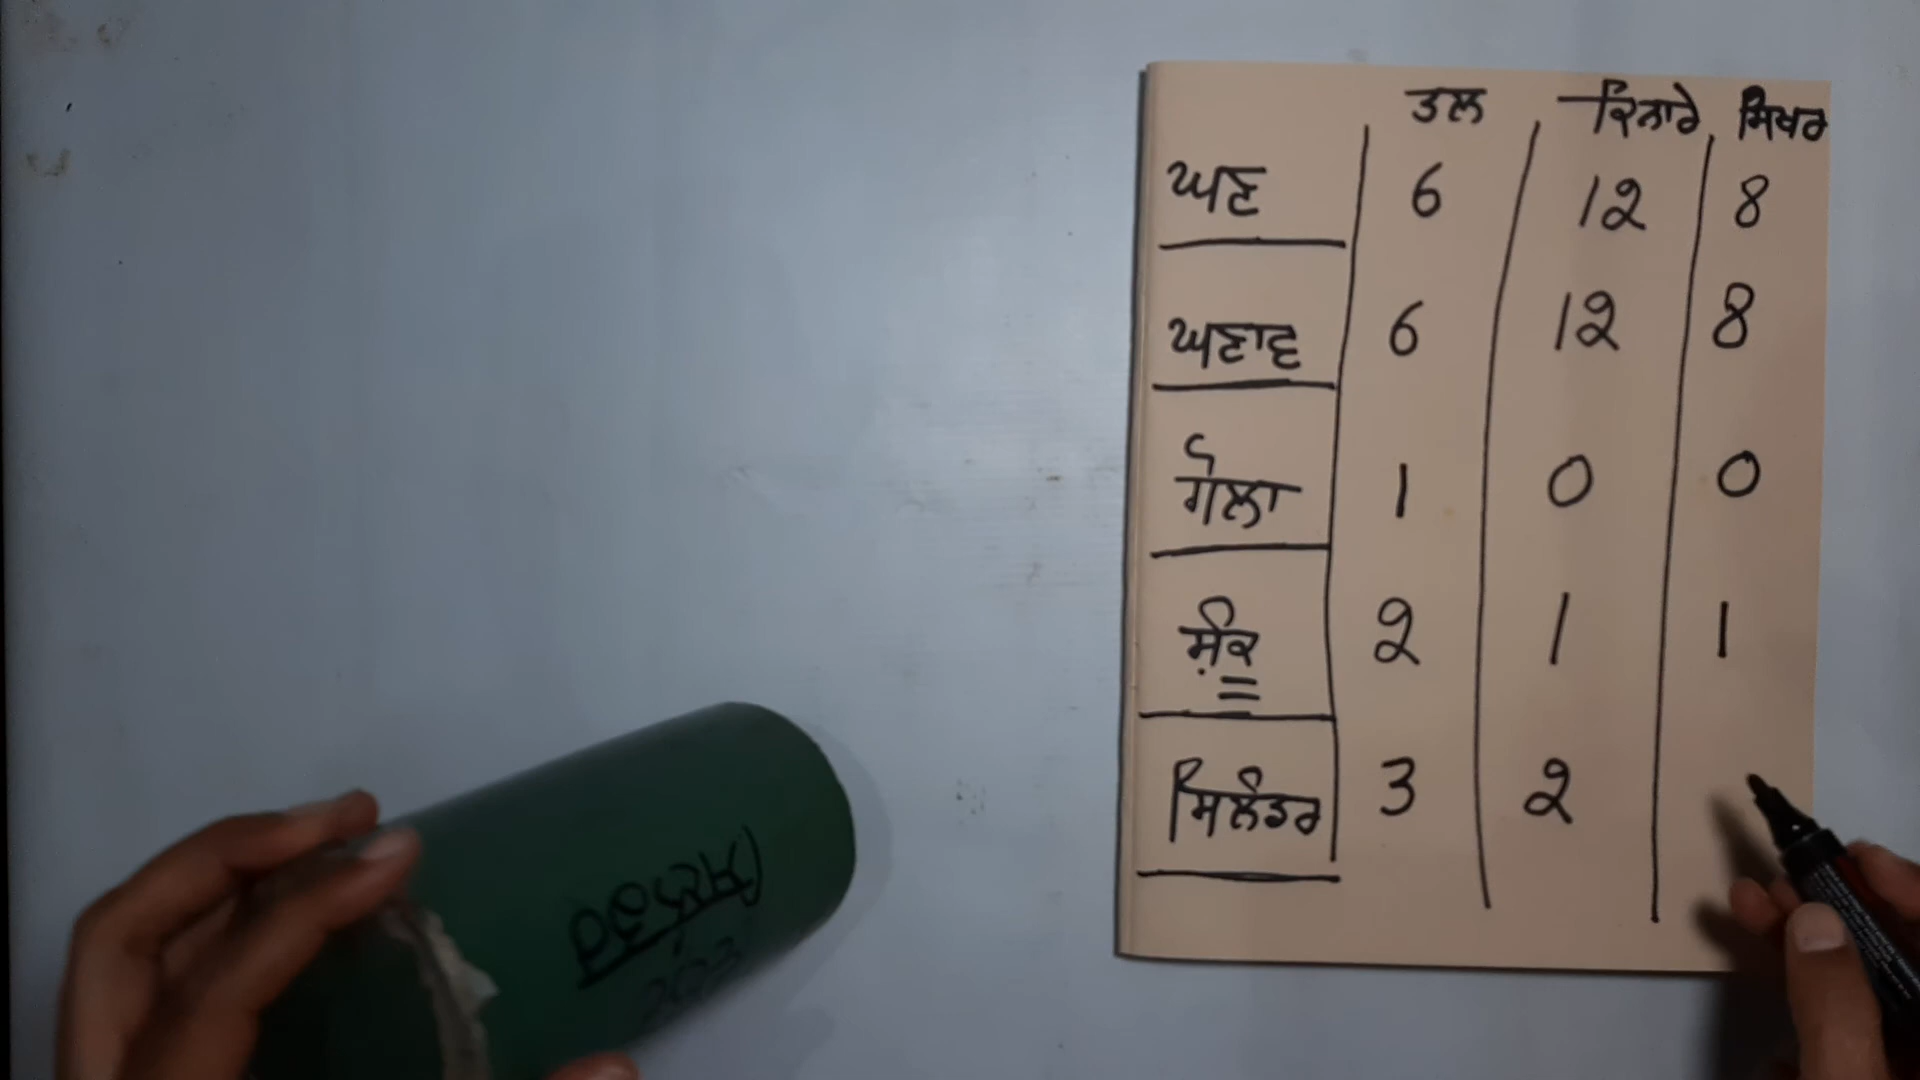 ਤਲ ਕਿਨਾਰੇ ਸਿਖਰ
ਘਣ 6 12 8
ਘਣਾਵ 6 12 8
ਗੋਲਾ 1 0 0
ਸ਼ੰਕੂ 2 1 1
ਸਿਲੰਡਰ 3 2